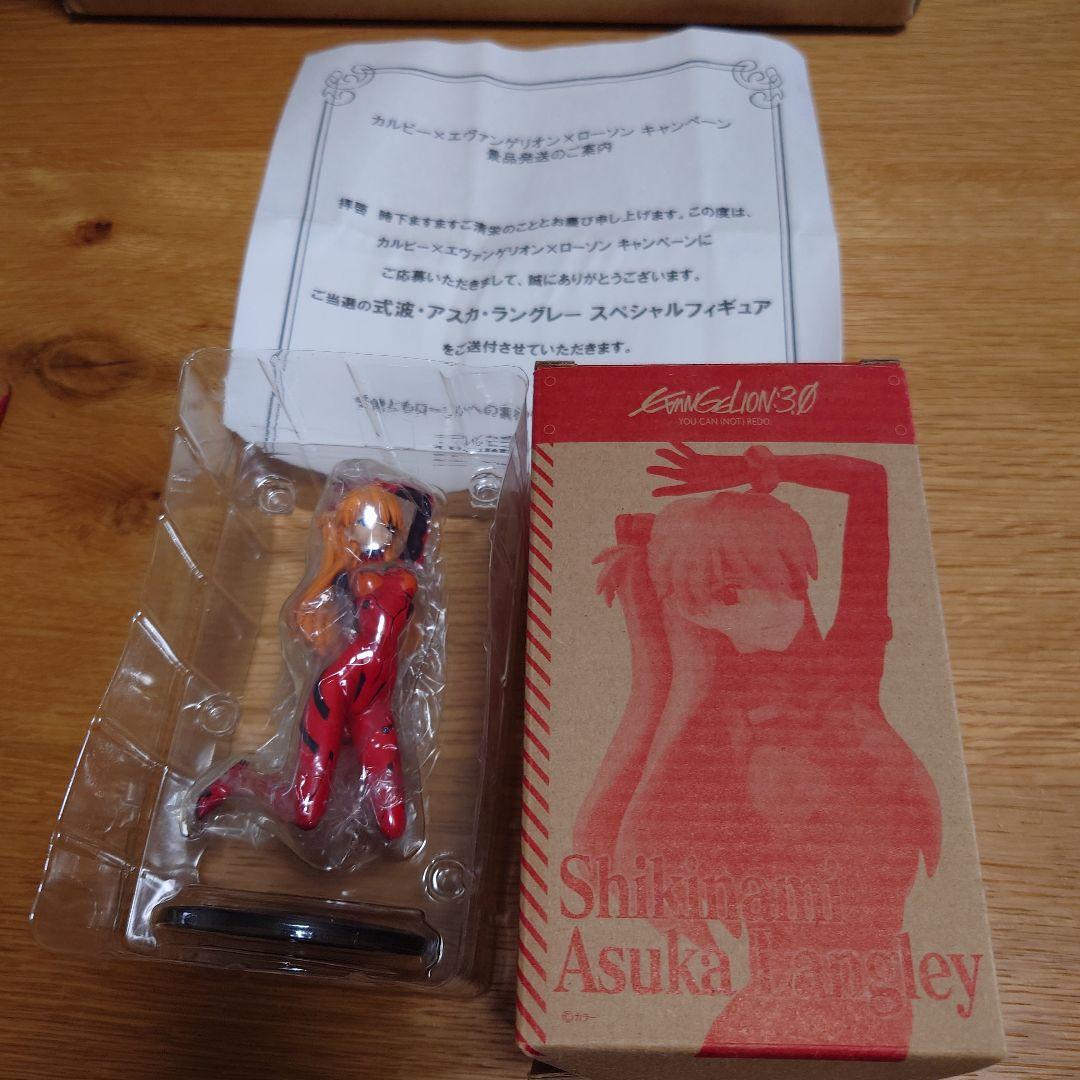 カルビー×エヴァンゲリオン×ローソン キャンペーン
景品発送のご案内
拝啓 時下ますますご清栄のこととお喜び申し上げます。この度は、
カルビー×エヴァンゲリオン×ローソン キャンペーンに
ご応募いただきまして、誠にありがとうございます。
ご当選の式波・アスカ・ラングレー スペシャルフィギュア
をご送付させていただきます。
EVANGELION:3.0
YOU CAN (NOT) REDO.
Shikinami
Asuka Langley
©カラー